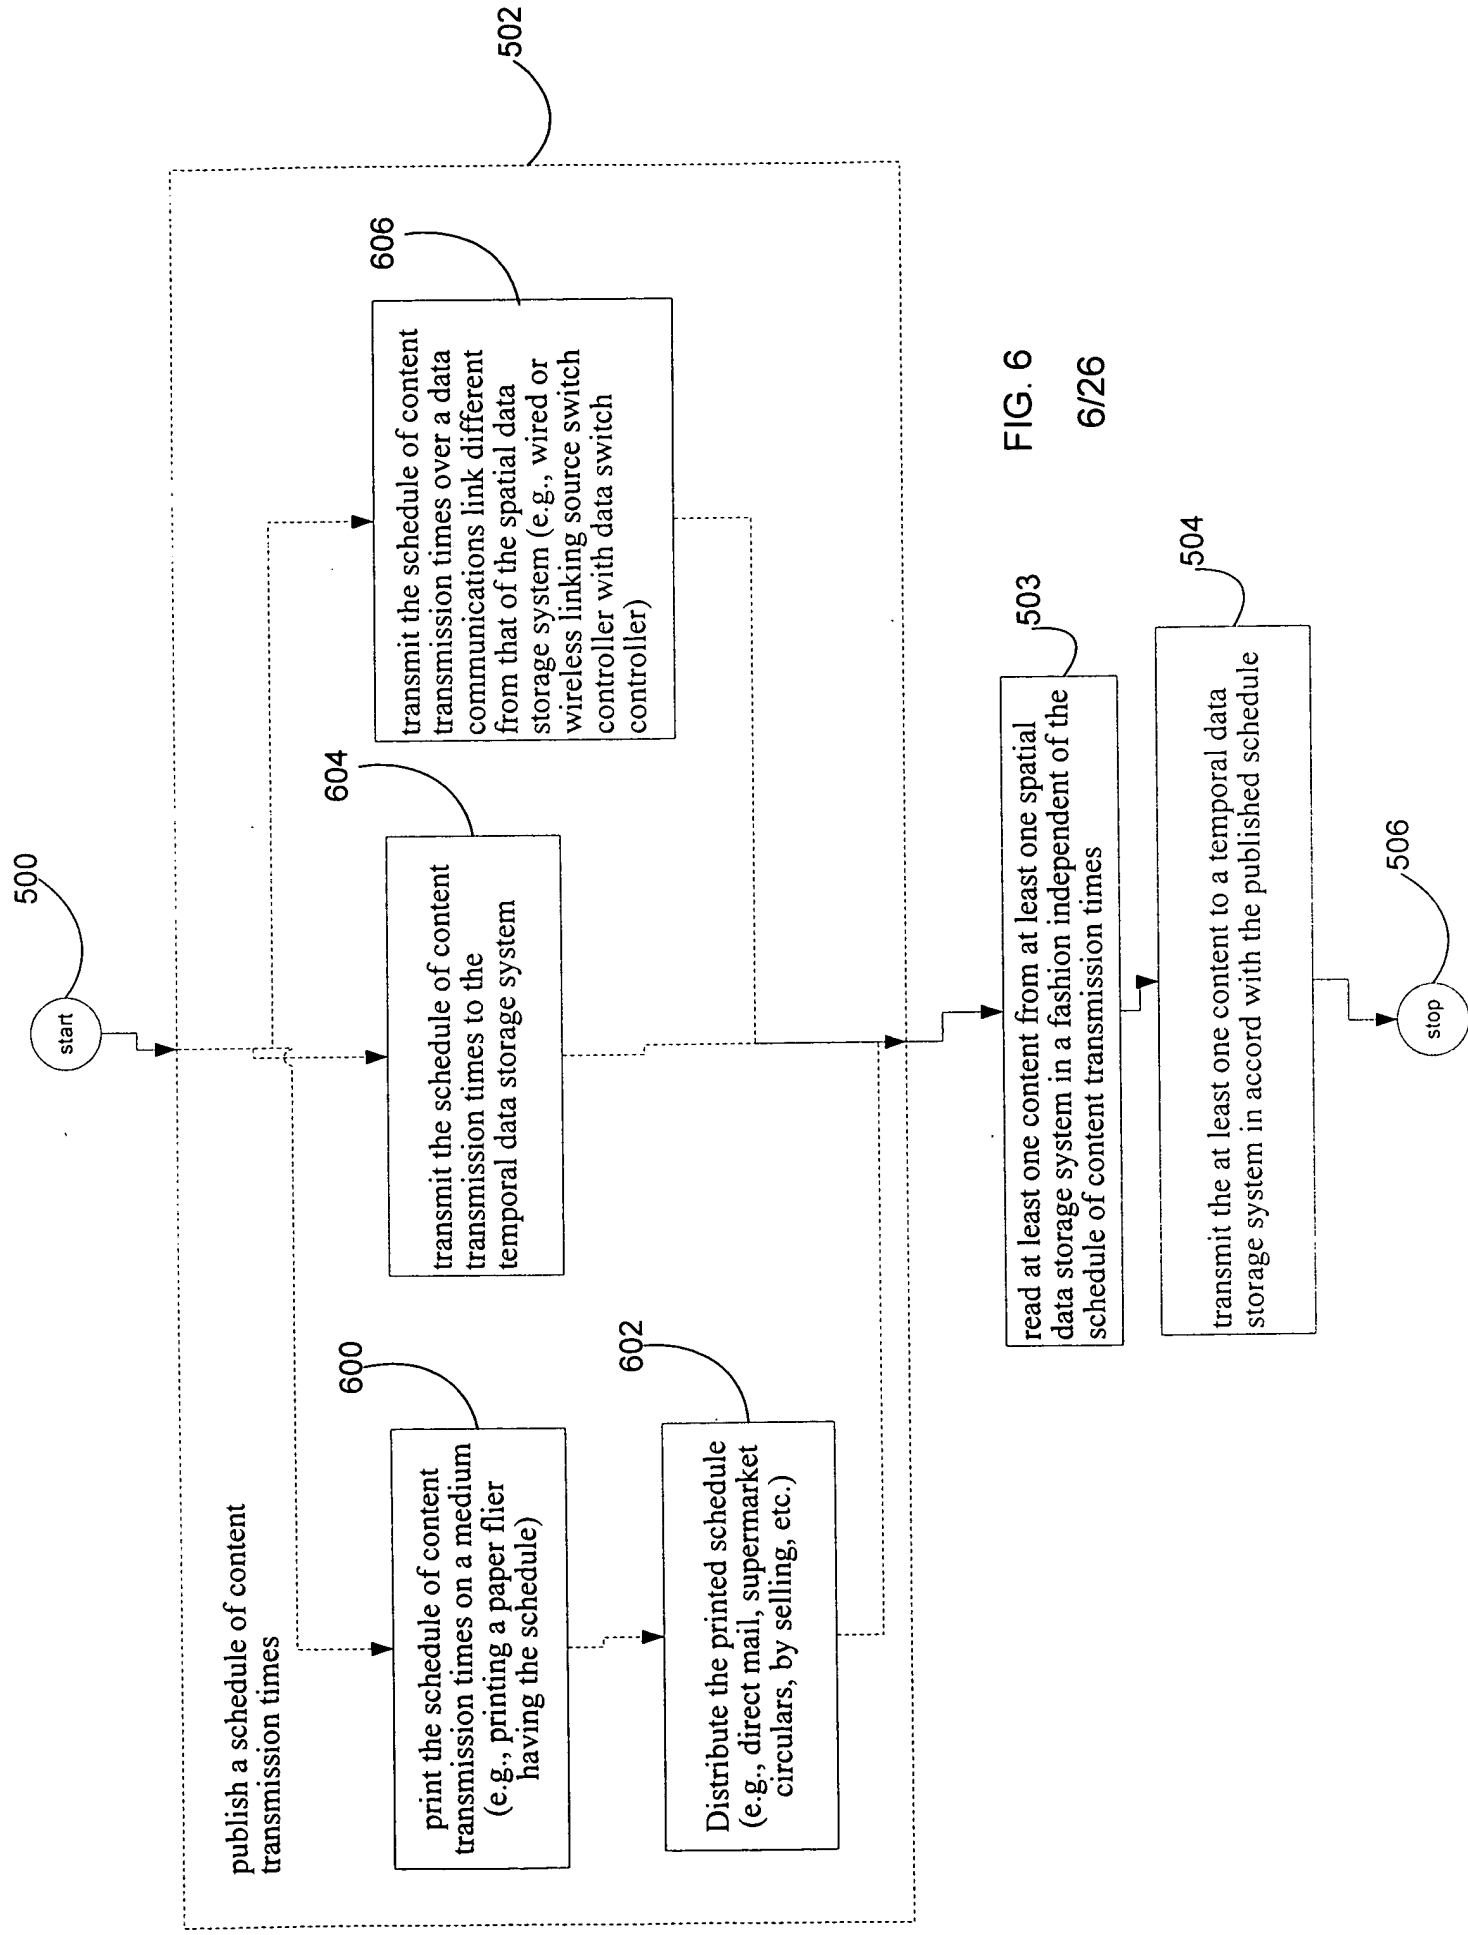 500
start
502
publish a schedule of content
transmission times
600
print the schedule of content
transmission times on a medium
(e.g., printing a paper flier
having the schedule)
602
Distribute the printed schedule
(e.g., direct mail, supermarket
circulars, by selling, etc.)
604
transmit the schedule of content
transmission times to the
temporal data storage system
606
transmit the schedule of content
transmission times over a data
communications link different
from that of the spatial data
storage system (e.g., wired or
wireless linking source switch
controller with data switch
controller)
503
read at least one content from at least one spatial
data storage system in a fashion independent of the
schedule of content transmission times
504
transmit the at least one content to a temporal data
storage system in accord with the published schedule
506
stop
FIG. 6
6/26